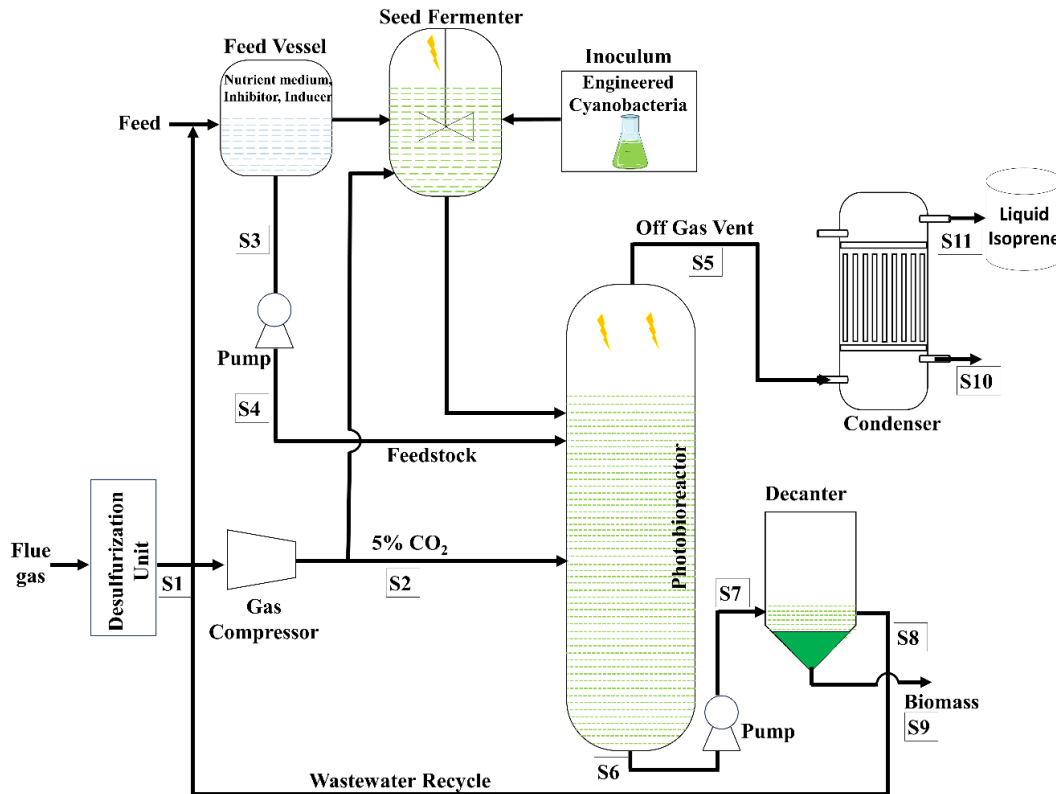 Seed Fermenter
Feed Vessel
Nutrient medium,
Inhibitor, Inducer
Inoculum
Engineered
Cyanobacteria
Feed
S3
Off Gas Vent
S5
S11
Liquid
Isoprene
Pump
S4
S10
Condenser
Feedstock
Photobioreactor
Decanter
Flue
gas
Desulfurization
Unit
S1
5% CO₂
S2
Gas
Compressor
S7
S8
Biomass
S9
Pump
S6
Wastewater Recycle